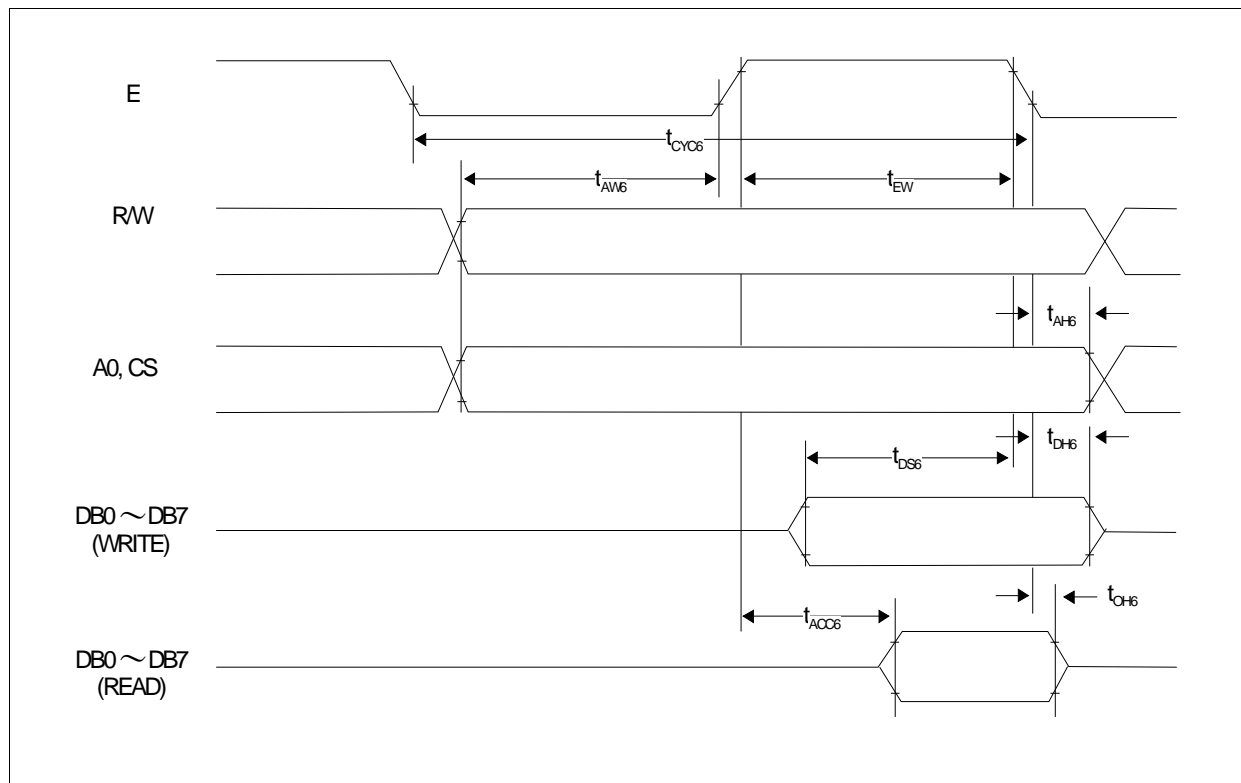 E
tCYC6
tAW6
tEW
R/W
tAH6
A0, CS
tDH6
tDS6
DB0～DB7
(WRITE)
tOH6
tACC6
DB0～DB7
(READ)